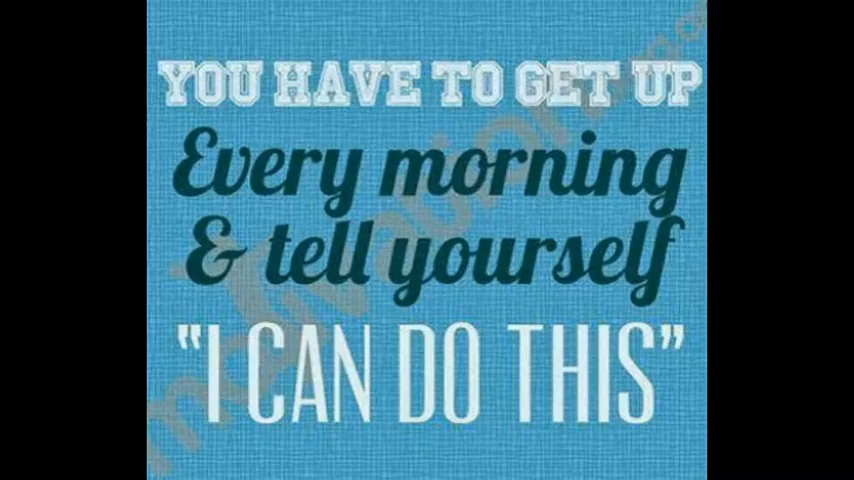 YOU HAVE TO GET UP
Every morning
& tell yourself
"I CAN DO THIS"